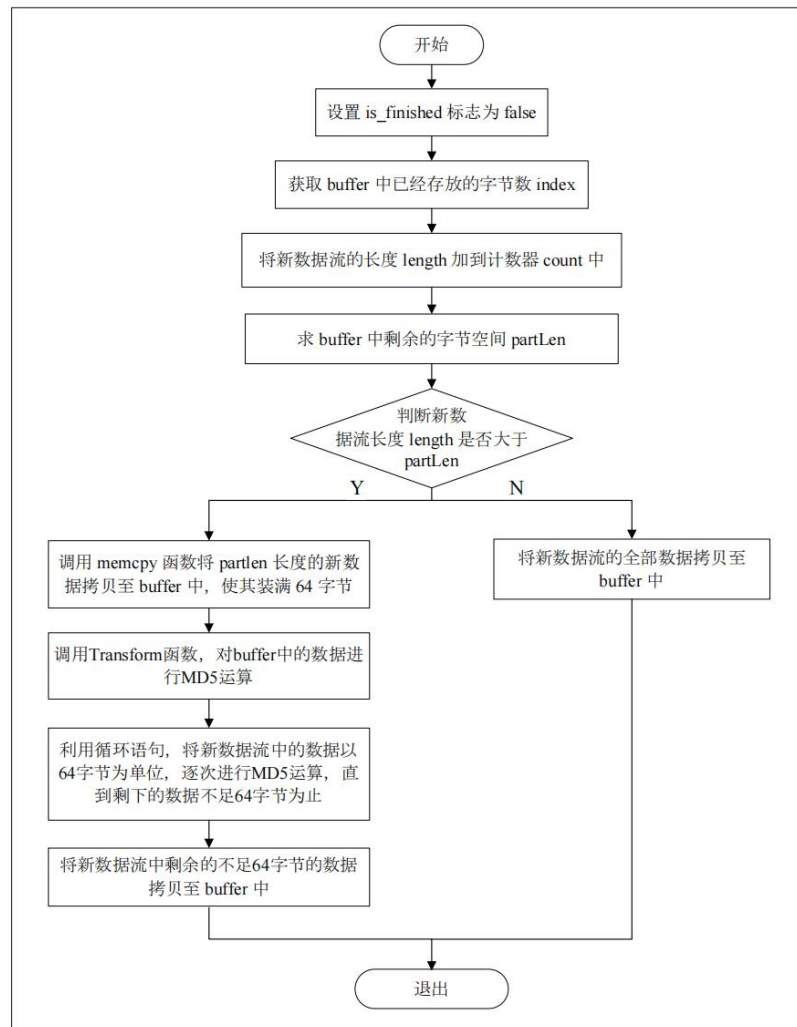 开始
设置 is_finished 标志为 false
获取 buffer 中已经存放的字节数 index
将新数据流的长度 length 加到计数器 count 中
求 buffer 中剩余的字节空间 partLen
判断新数
据流长度 length 是否大于
partLen
Y
N
调用 memcpy 函数将 partlen 长度的新数
据拷贝至 buffer 中，使其装满 64 字节
调用Transform函数，对buffer中的数据进
行MD5运算
利用循环语句，将新数据流中的数据以
64字节为单位，逐次进行MD5运算，直
到剩下的数据不足64字节为止
将新数据流中剩余的不足64字节的数据
拷贝至 buffer 中
将新数据流的全部数据拷贝至
buffer 中
退出